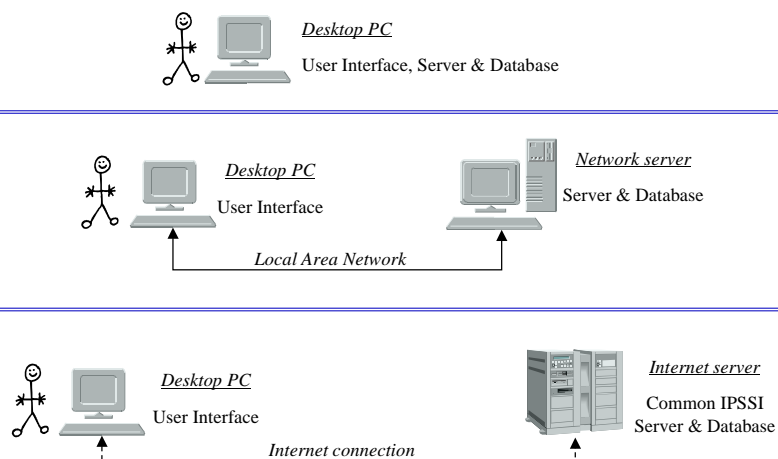 Desktop PC
User Interface, Server & Database
Desktop PC
User Interface
Network server
Server & Database
Local Area Network
Desktop PC
User Interface
Internet server
Common IPSSI
Server & Database
Internet connection